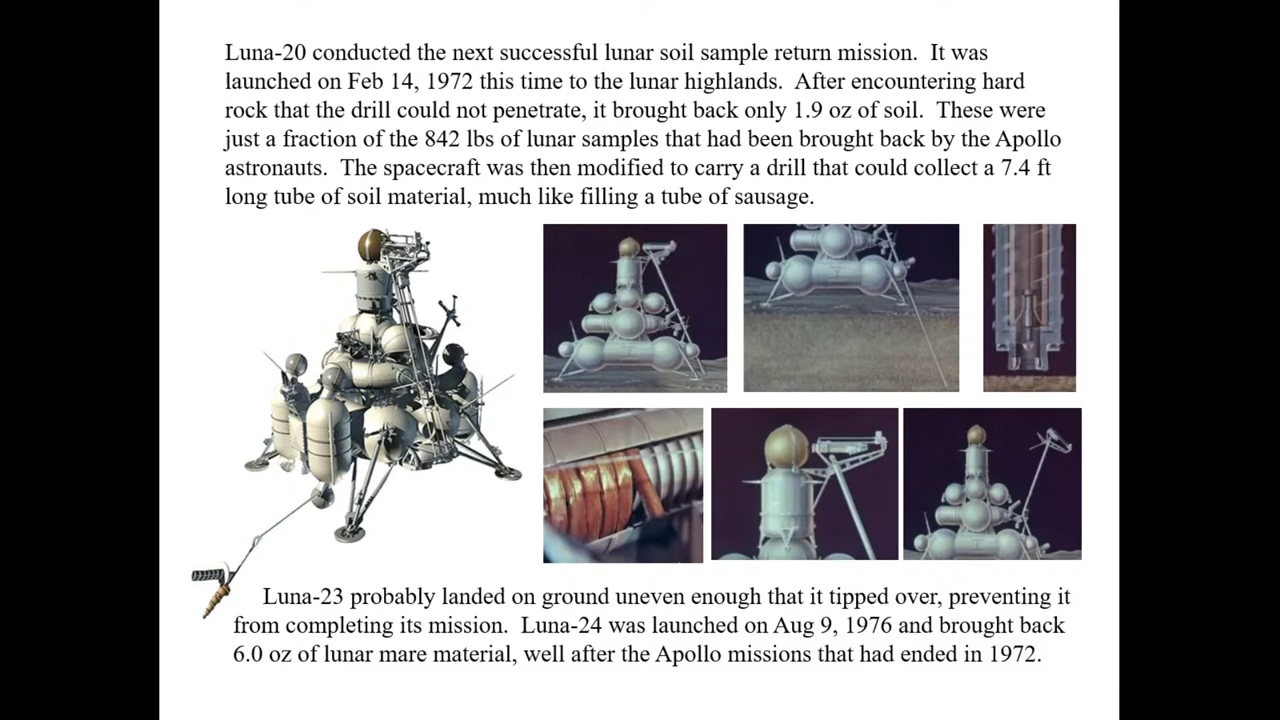 Luna-20 conducted the next successful lunar soil sample return mission.  It was
launched on Feb 14, 1972 this time to the lunar highlands.  After encountering hard
rock that the drill could not penetrate, it brought back only 1.9 oz of soil.  These were
just a fraction of the 842 lbs of lunar samples that had been brought back by the Apollo
astronauts.  The spacecraft was then modified to carry a drill that could collect a 7.4 ft
long tube of soil material, much like filling a tube of sausage.
Luna-23 probably landed on ground uneven enough that it tipped over, preventing it
from completing its mission.  Luna-24 was launched on Aug 9, 1976 and brought back
6.0 oz of lunar mare material, well after the Apollo missions that had ended in 1972.